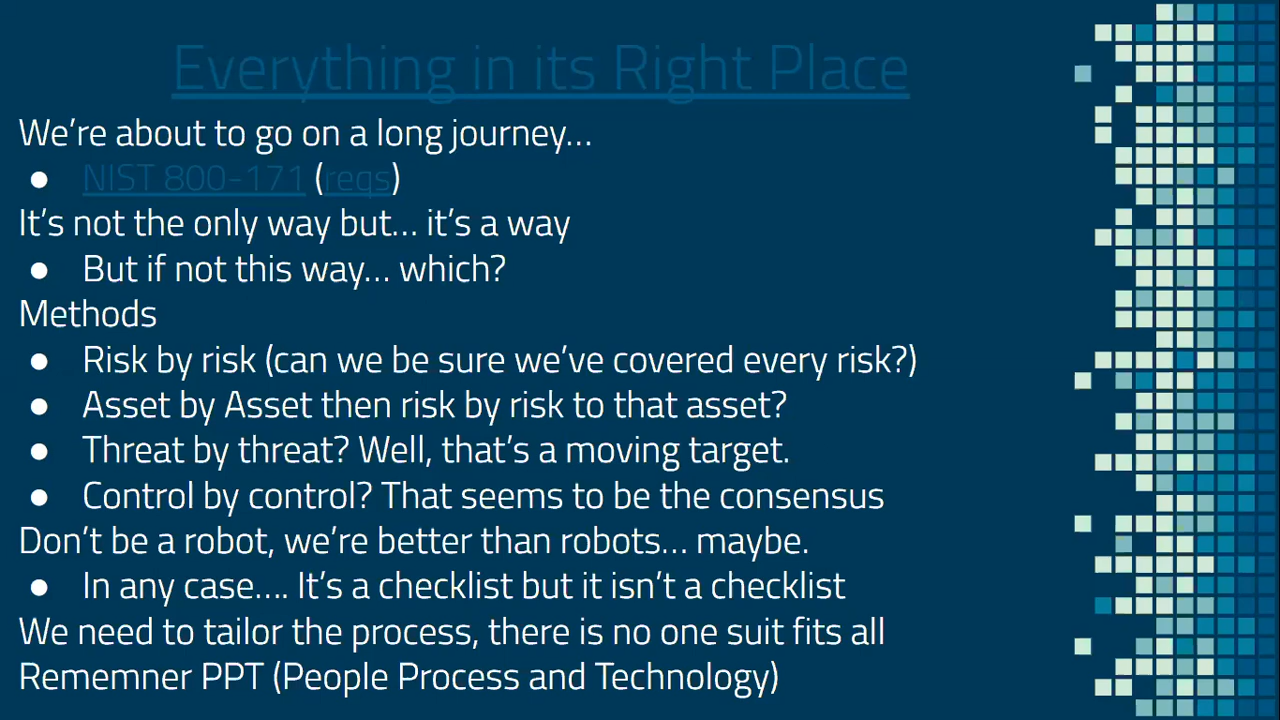 Everything in its Right Place
We're about to go on a long journey...
● NIST 800-171 (reqs)
It's not the only way but... it's a way
● But if not this way... which?
Methods
● Risk by risk (can we be sure we've covered every risk?)
● Asset by Asset then risk by risk to that asset?
● Threat by threat? Well, that's a moving target.
● Control by control? That seems to be the consensus
Don't be a robot, we're better than robots... maybe.
● In any case.... It's a checklist but it isn't a checklist
We need to tailor the process, there is no one suit fits all
Rememner PPT (People Process and Technology)